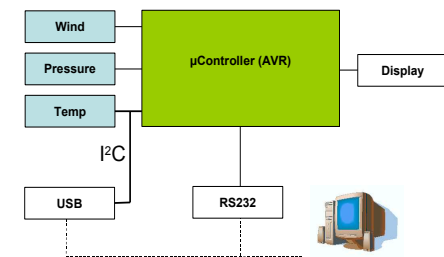 Wind
µController (AVR)
Pressure
Display
Temp
I²C
USB
RS232